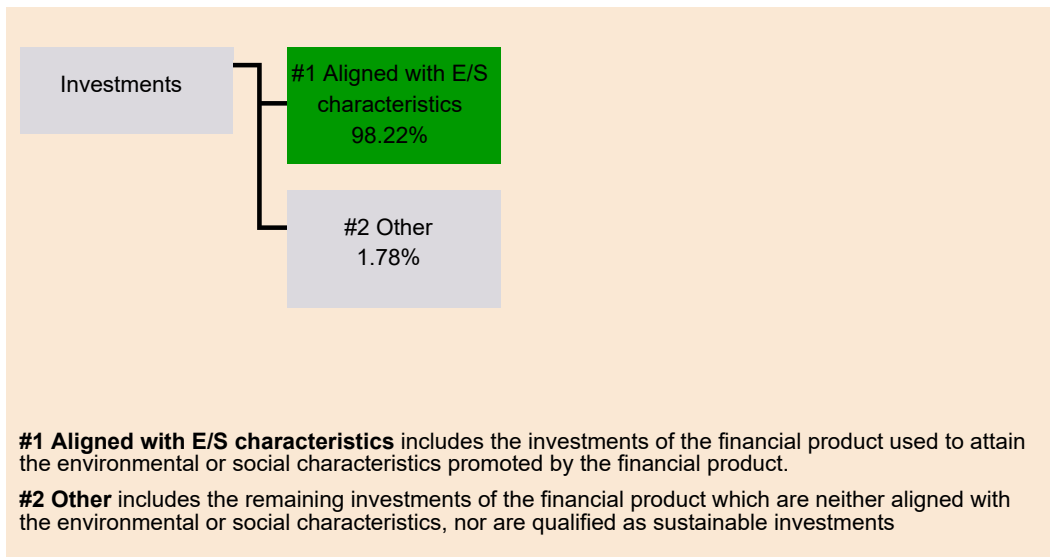 Investments
#1 Aligned with E/S
characteristics
98.22%
#2 Other
1.78%
#1 Aligned with E/S characteristics includes the investments of the financial product used to attain
the environmental or social characteristics promoted by the financial product.
#2 Other includes the remaining investments of the financial product which are neither aligned with
the environmental or social characteristics, nor are qualified as sustainable investments